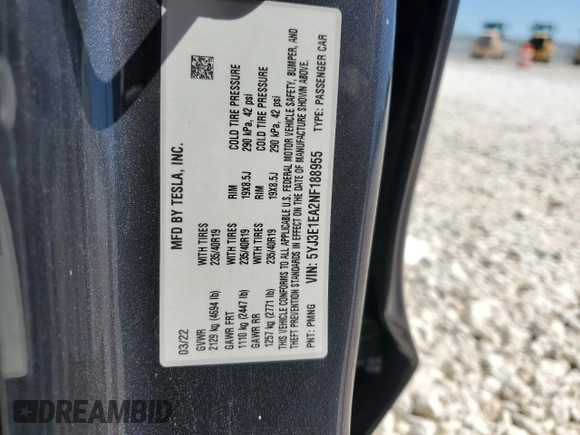 MFD BY TESLA, INC.
03/22
GVWR WITH TIRES RIM COLD TIRE PRESSURE
2129 kg (4694 lb) 235/40R19 19X8.5J 290 kPa, 42 psi
GAWR FRT WITH TIRES RIM COLD TIRE PRESSURE
1110 kg (2447 lb) 235/40R19 19X8.5J 290 kPa, 42 psi
GAWR RR
1257 kg (2771 lb) 235/40R19
THIS VEHICLE CONFORMS TO ALL APPLICABLE U.S. FEDERAL MOTOR VEHICLE SAFETY, BUMPER, AND
THEFT PREVENTION STANDARDS IN EFFECT ON THE DATE OF MANUFACTURE SHOWN ABOVE.
VIN: 5YJ3E1EA2NF188955
PNT: PMNG TYPE: PASSENGER CAR
DREAMBID